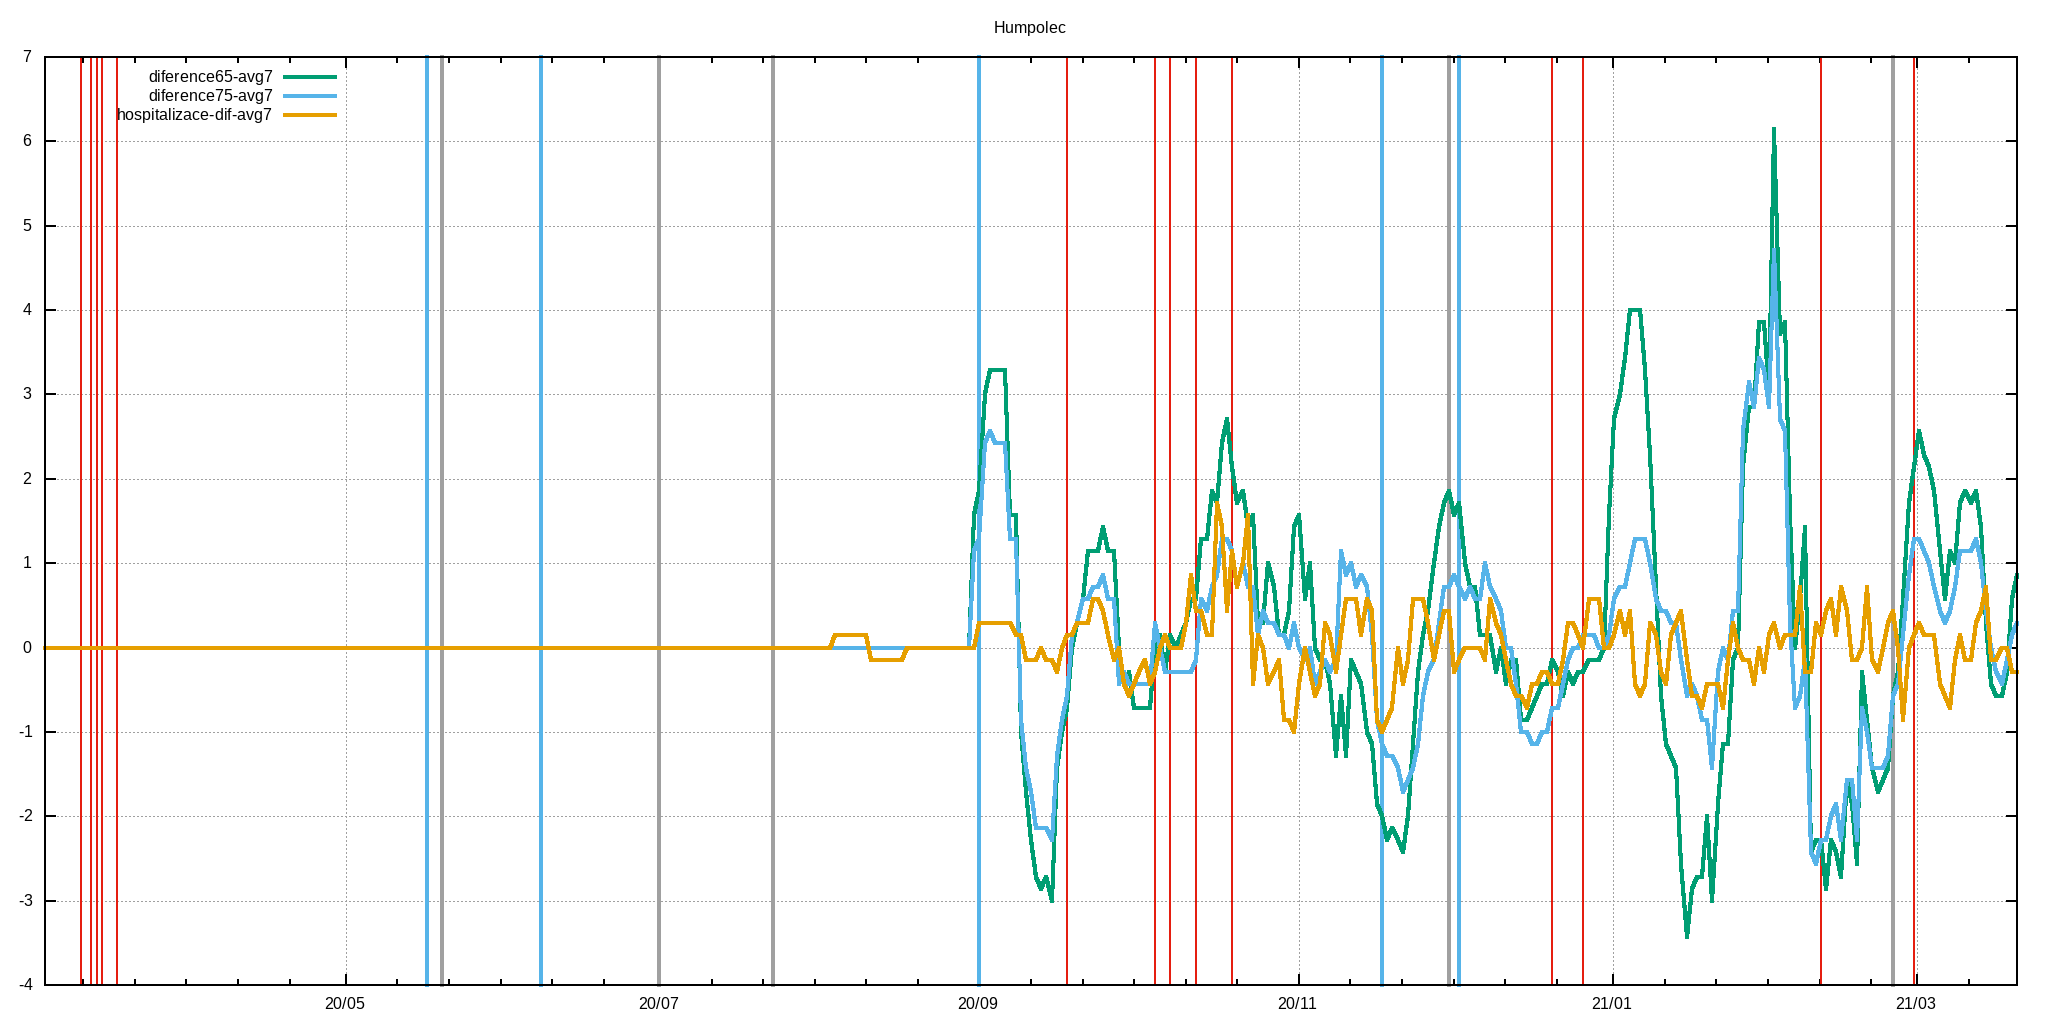 Humpolec
7
diference65-avg7
diference75-avg7
hospitalizace-dif-avg7
6
5
4
3
2
1
0
-1
-2
-3
-4
20/05 20/07 20/09 20/11 21/01 21/03